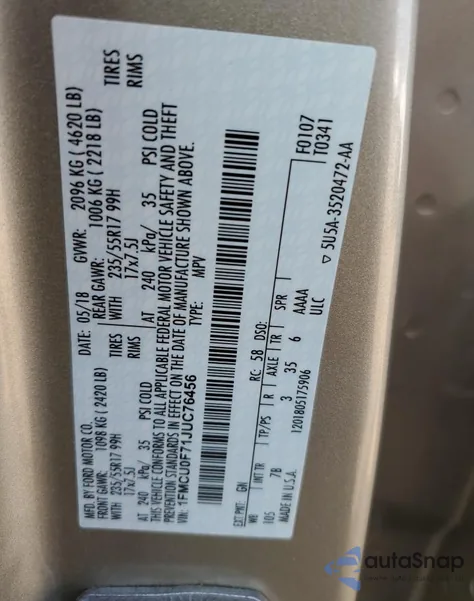 MFD. BY FORD MOTOR CO.
DATE: 05/18 GVWR: 2096 KG ( 4620 LB)
FRONT GAWR: 1098 KG (2420 LB) REAR GAWR: 1006 KG ( 2218 LB)
WITH 235/55R17 99H TIRES WITH 235/55R17 99H TIRES
17x7.5J RIMS 17x7.5J RIMS
AT 240 kPa/ 35 PSI COLD AT 240 kPa/ 35 PSI COLD
THIS VEHICLE CONFORMS TO ALL APPLICABLE FEDERAL MOTOR VEHICLE SAFETY AND THEFT
PREVENTION STANDARDS IN EFFECT ON THE DATE OF MANUFACTURE SHOWN ABOVE.
VIN: 1FMCU0F71JUC76456 TYPE: MPV
F0107
T0341
EXT PNT: GN RC: 58 DSO:
WB INT TR TP/PS R AXLE TR SPR
105 7B 3 35 6 AAAA
ULC
MADE IN U.S.A. 1201805175906
▽ 5U5A-3520472-AA
autoSnap